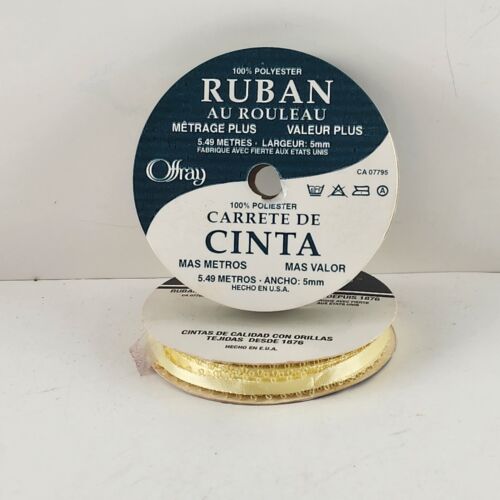 100% POLYESTER
RUBAN
AU ROULEAU
MÊTRAGE PLUS VALEUR PLUS
5.49 METRES - LARGEUR: 5mm
FABRIQUE AVEC FIERTE AUX ETATS UNIS
Offray
CA 07795
100% POLIESTER
CARRETE DE
CINTA
MAS METROS MAS VALOR
5.49 METROS - ANCHO: 5mm
HECHO EN U.S.A.
RUBAN
DEPUIS 1876
CINTAS DE CALIDAD CON ORILLAS
TEJIDAS DESDE 1876
HECHO EN E.U.A.